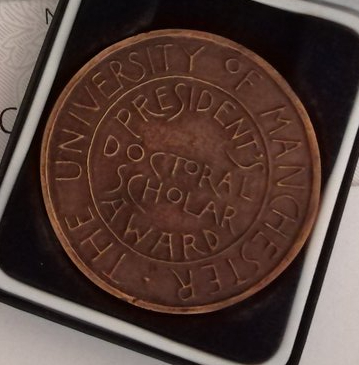 THE UNIVERSITY OF MANCHESTER ·
PRESIDENT'S
DOCTORAL
SCHOLAR
AWARD